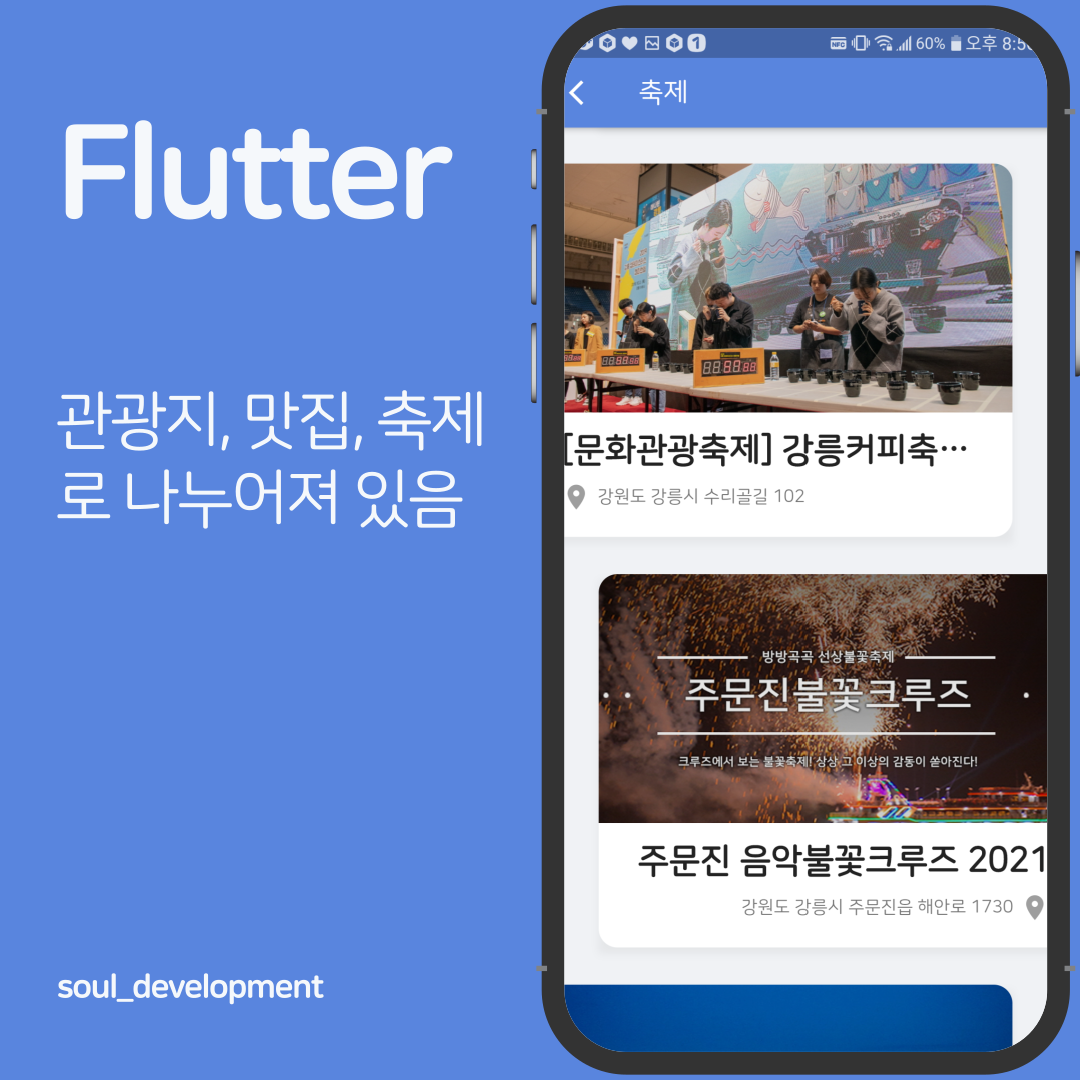 Flutter
관광지, 맛집, 축제
로 나누어져 있음
soul_development
1 NFC 60% 오후 8:5
축제
[문화관광축제] 강릉커피축…
강원도 강릉시 수리골길 102
방방곡곡 선상불꽃축제
주문진불꽃크루즈
크루즈에서 보는 불꽃축제! 상상 그 이상의 감동이 쏟아진다!
주문진 음악불꽃크루즈 2021
강원도 강릉시 주문진읍 해안로 1730